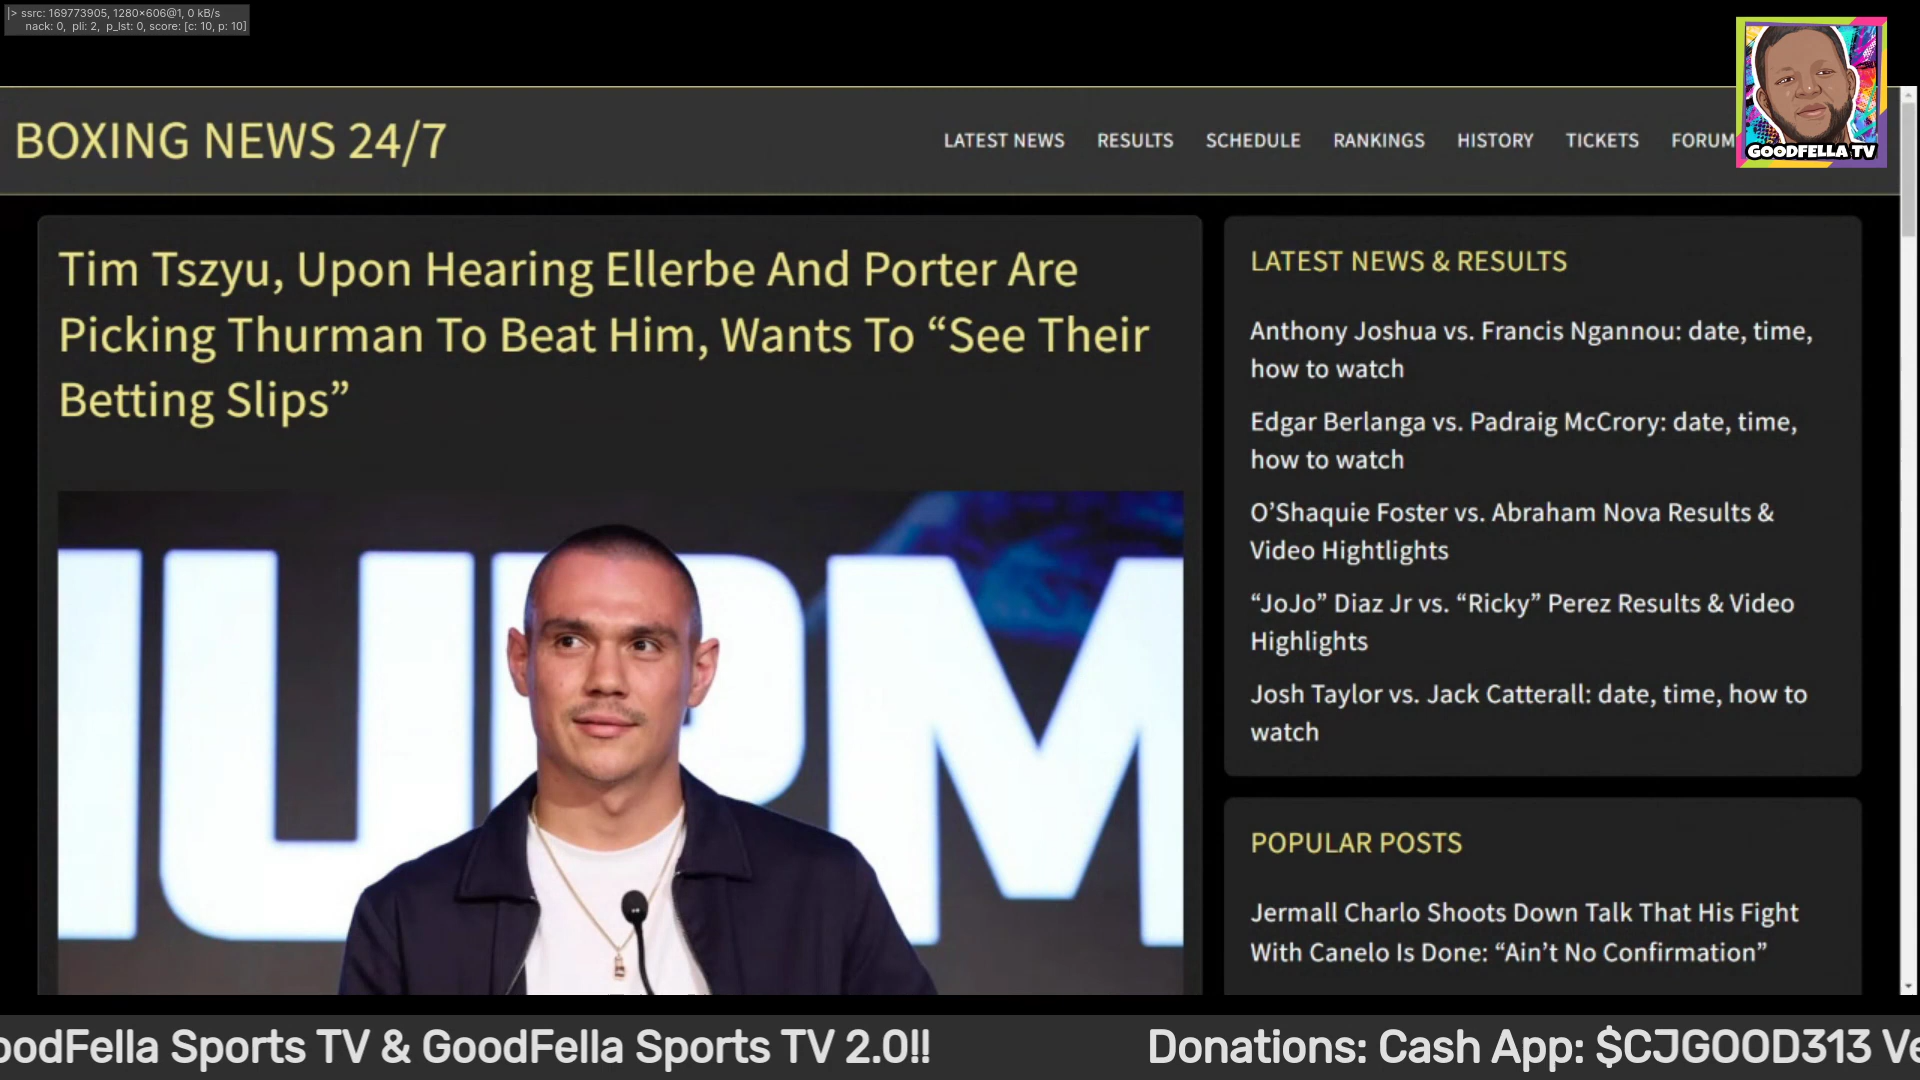 |> ssrc: 169773905, 1280×606@1, 0 kB/s
nack: 0, pli: 2, p_lst: 0, score: [c: 10, p: 10]
GOODFELLA TV
BOXING NEWS 24/7
LATEST NEWS RESULTS SCHEDULE RANKINGS HISTORY TICKETS FORUM
Tim Tszyu, Upon Hearing Ellerbe And Porter Are
Picking Thurman To Beat Him, Wants To “See Their
Betting Slips”
LATEST NEWS & RESULTS
Anthony Joshua vs. Francis Ngannou: date, time,
how to watch
Edgar Berlanga vs. Padraig McCrory: date, time,
how to watch
O’Shaquie Foster vs. Abraham Nova Results &
Video Hightlights
“JoJo” Diaz Jr vs. “Ricky” Perez Results & Video
Highlights
Josh Taylor vs. Jack Catterall: date, time, how to
watch
POPULAR POSTS
Jermall Charlo Shoots Down Talk That His Fight
With Canelo Is Done: “Ain’t No Confirmation”
oodFella Sports TV & GoodFella Sports TV 2.0!! Donations: Cash App: $CJGOOD313 Ve